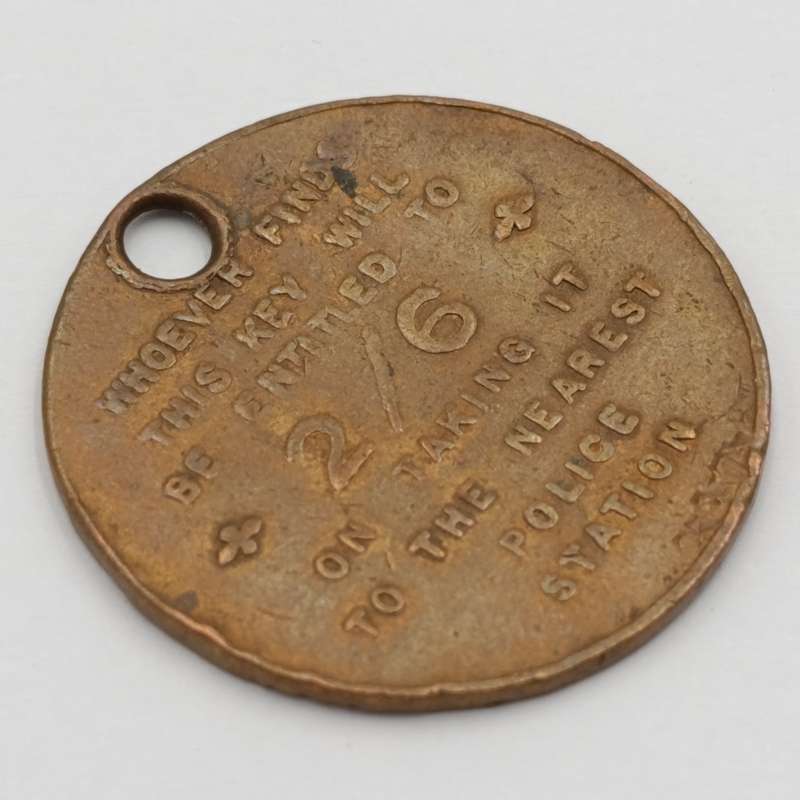 WHOEVER FINDS
THIS KEY WILL
BE ENTITLED TO
2/6
ON TAKING IT
TO THE NEAREST
POLICE
STATION